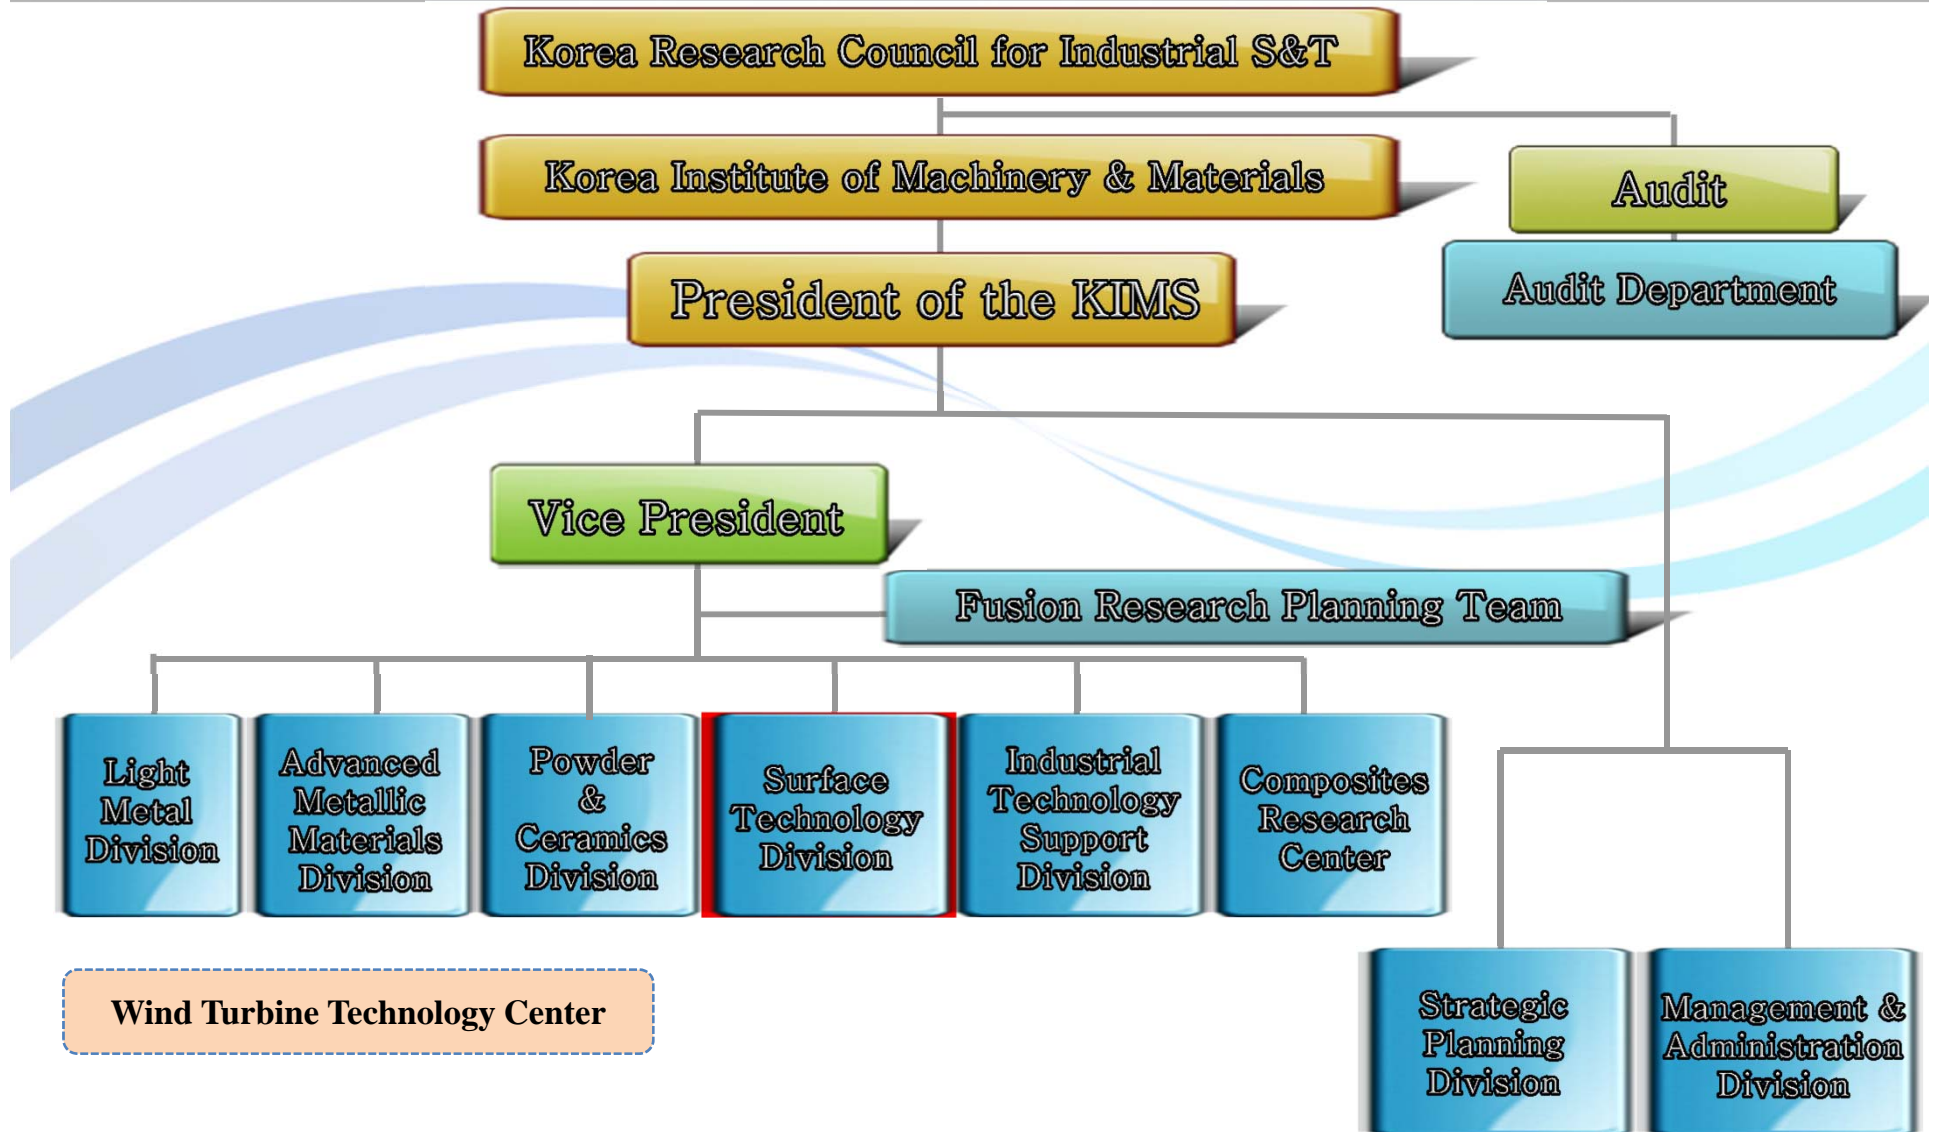 Korea Research Council for Industrial S&T
Korea Institute of Machinery & Materials
Audit
Audit Department
President of the KIMS
Vice President
Fusion Research Planning Team
Light
Metal
Division
Advanced
Metallic
Materials
Division
Powder
&
Ceramics
Division
Surface
Technology
Division
Industrial
Technology
Support
Division
Composites
Research
Center
Wind Turbine Technology Center
Strategic
Planning
Division
Management &
Administration
Division